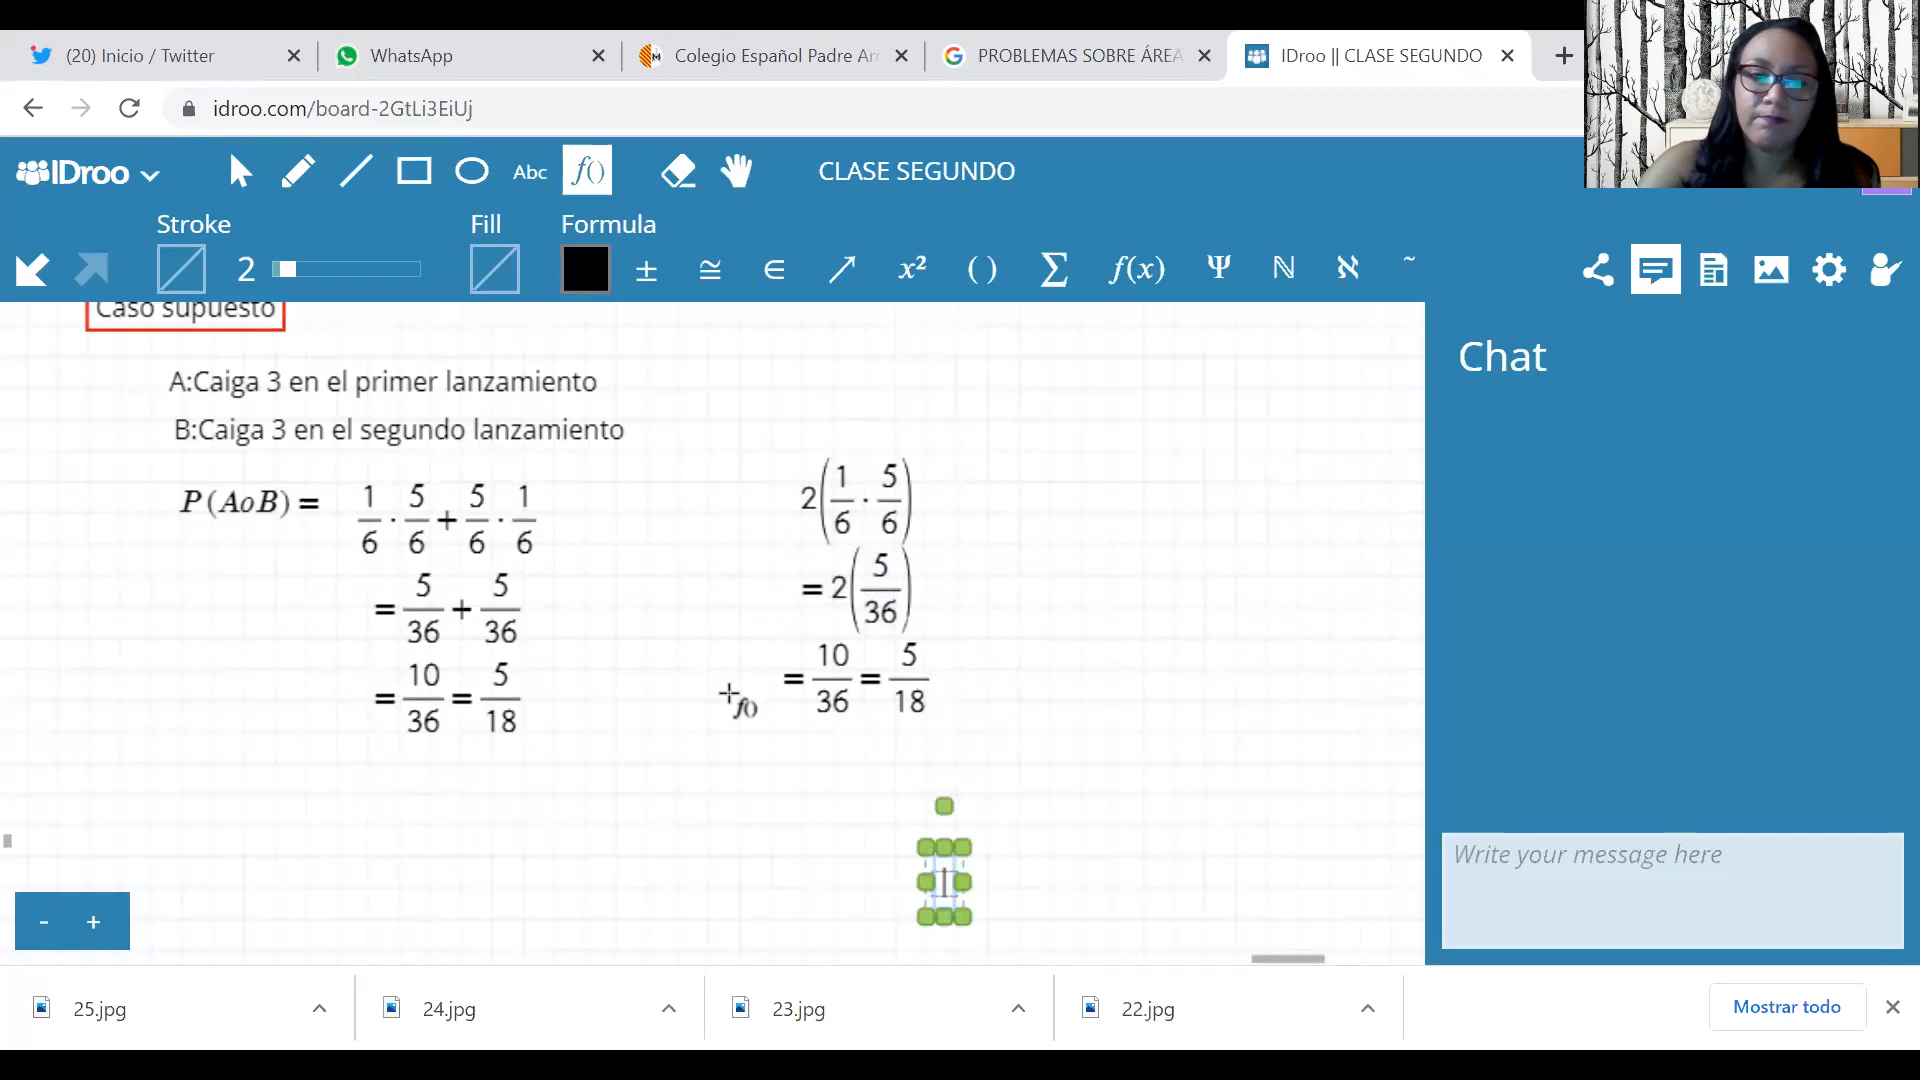 (20) Inicio / Twitter
WhatsApp
Colegio Español Padre Arr
PROBLEMAS SOBRE ÁREA
IDroo || CLASE SEGUNDO
idroo.com/board-2GtLi3EiUj
IDroo
Abc
f()
CLASE SEGUNDO
Stroke
Fill
Formula
2
± ≅ ∈ x² ( ) Σ f(x) Ψ ℕ ℵ ~
Caso supuesto
Chat
A:Caiga 3 en el primer lanzamiento
B:Caiga 3 en el segundo lanzamiento
P(AoB) = 1/6 · 5/6 + 5/6 · 1/6
= 5/36 + 5/36
= 10/36 = 5/18
2(1/6 · 5/6)
= 2(5/36)
= 10/36 = 5/18
f()
Write your message here
- +
25.jpg
24.jpg
23.jpg
22.jpg
Mostrar todo